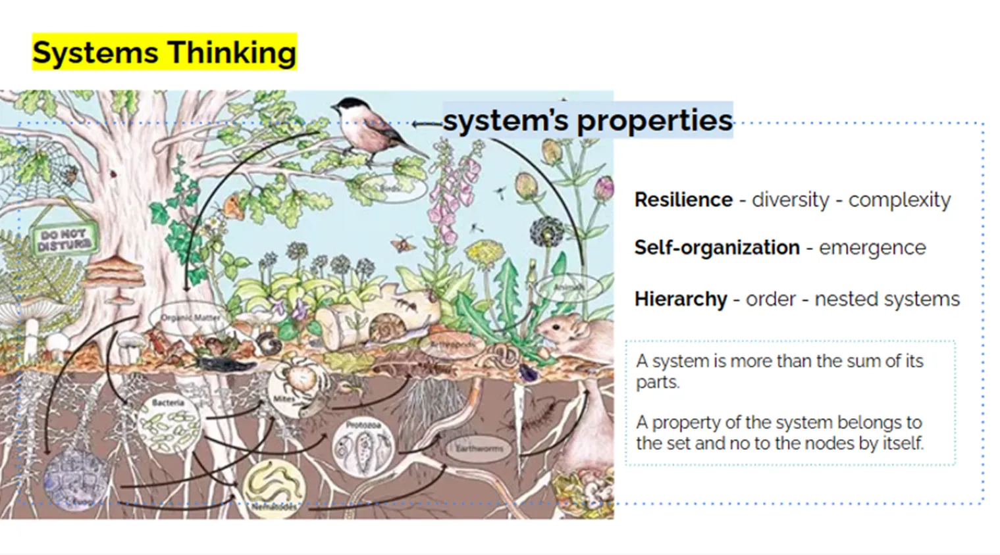 Systems Thinking
system's properties
Birds
Resilience - diversity - complexity
DO NOT
DISTURB
Self-organization - emergence
Animals
Hierarchy - order - nested systems
Organic Matter
Arthropods
A system is more than the sum of its
parts.
Bacteria
Mites
A property of the system belongs to
the set and no to the nodes by itself.
Protozoa
Earthworms
Fungi
Nematodes